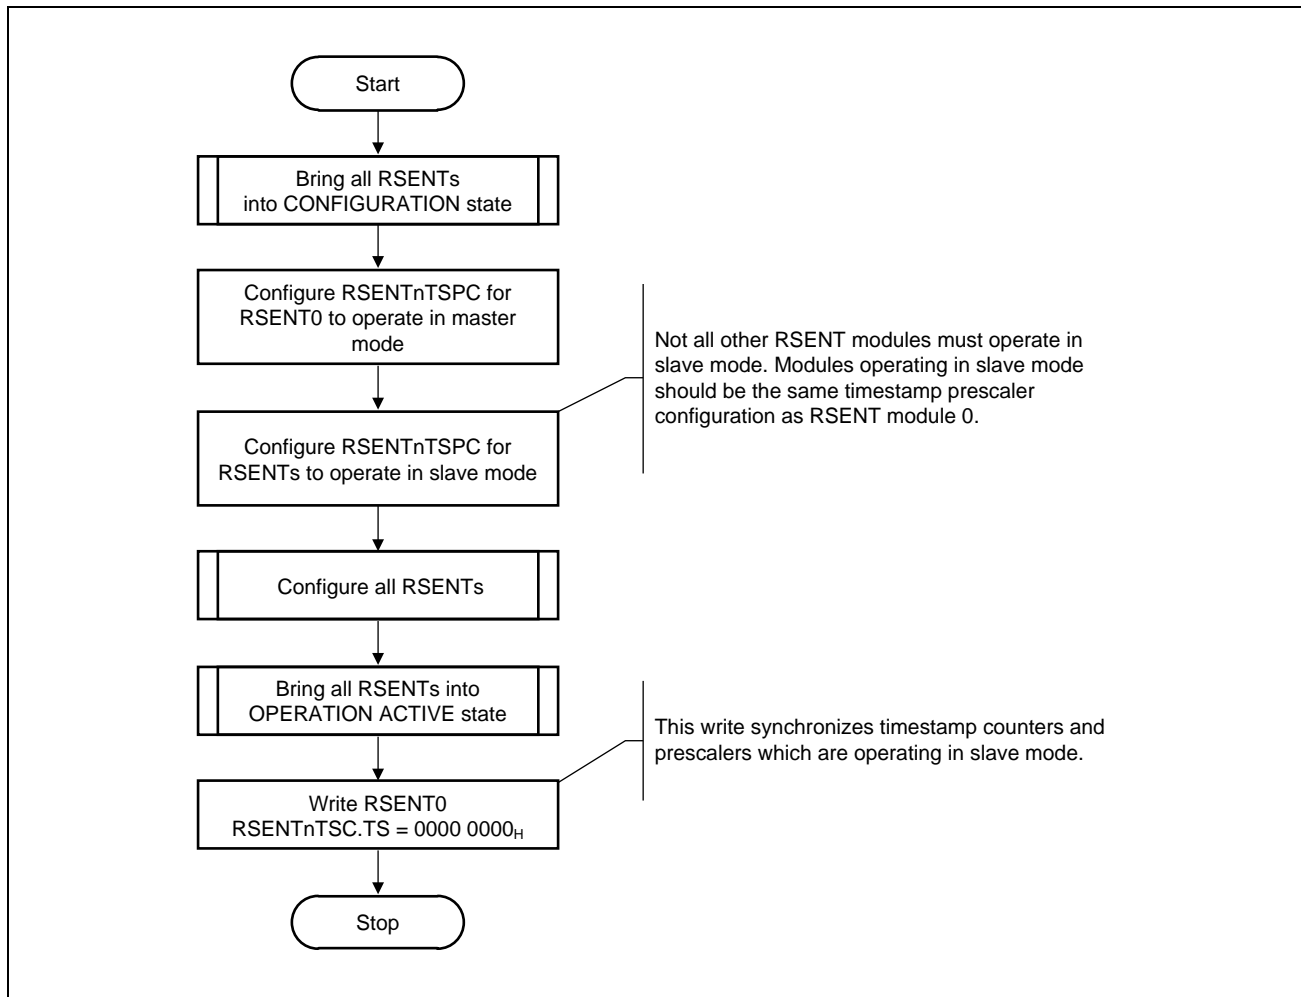 Start
Bring all RSENTs
into CONFIGURATION state
Configure RSENTnTSPC for
RSENT0 to operate in master
mode
Not all other RSENT modules must operate in
slave mode. Modules operating in slave mode
should be the same timestamp prescaler
configuration as RSENT module 0.
Configure RSENTnTSPC for
RSENTs to operate in slave mode
Configure all RSENTs
Bring all RSENTs into
OPERATION ACTIVE state
This write synchronizes timestamp counters and
prescalers which are operating in slave mode.
Write RSENT0
RSENTnTSC.TS = 0000 0000H
Stop